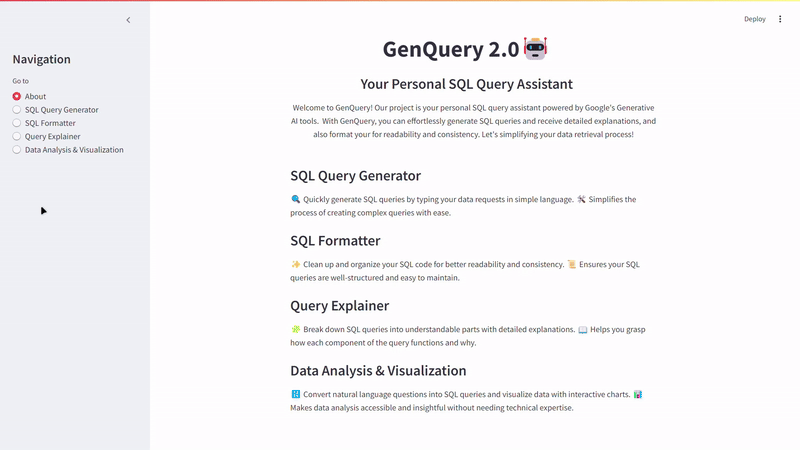 Deploy
Navigation
Go to
About
SQL Query Generator
SQL Formatter
Query Explainer
Data Analysis & Visualization
GenQuery 2.0
Your Personal SQL Query Assistant
Welcome to GenQuery! Our project is your personal SQL query assistant powered by Google's Generative
AI tools. With GenQuery, you can effortlessly generate SQL queries and receive detailed explanations, and
also format your for readability and consistency. Let's simplifying your data retrieval process!
SQL Query Generator
Quickly generate SQL queries by typing your data requests in simple language. Simplifies the
process of creating complex queries with ease.
SQL Formatter
Clean up and organize your SQL code for better readability and consistency. Ensures your SQL
queries are well-structured and easy to maintain.
Query Explainer
Break down SQL queries into understandable parts with detailed explanations. Helps you grasp
how each component of the query functions and why.
Data Analysis & Visualization
Convert natural language questions into SQL queries and visualize data with interactive charts.
Makes data analysis accessible and insightful without needing technical expertise.